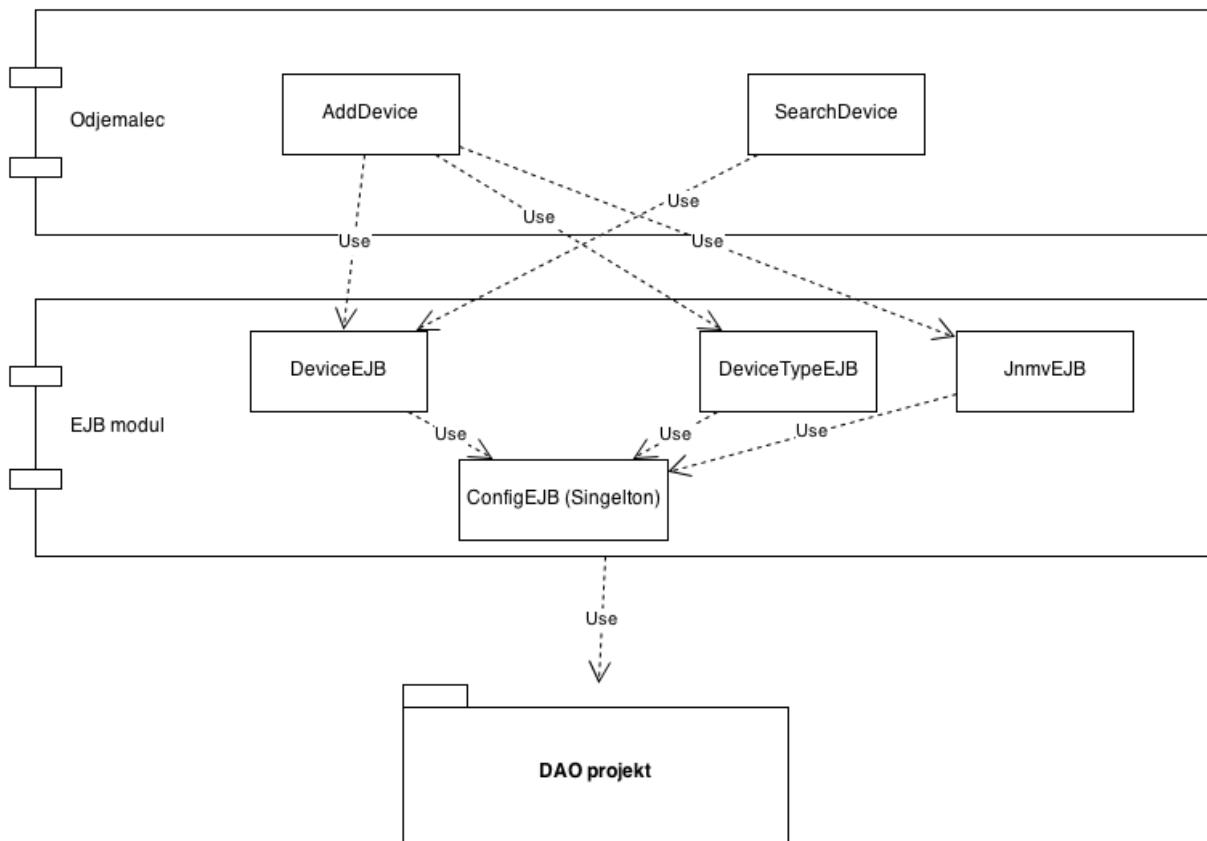 AddDevice
SearchDevice
Odjemalec
Use
Use
Use
Use
DeviceEJB
DeviceTypeEJB
JnmvEJB
EJB modul
Use
Use
Use
ConfigEJB (Singelton)
Use
DAO projekt